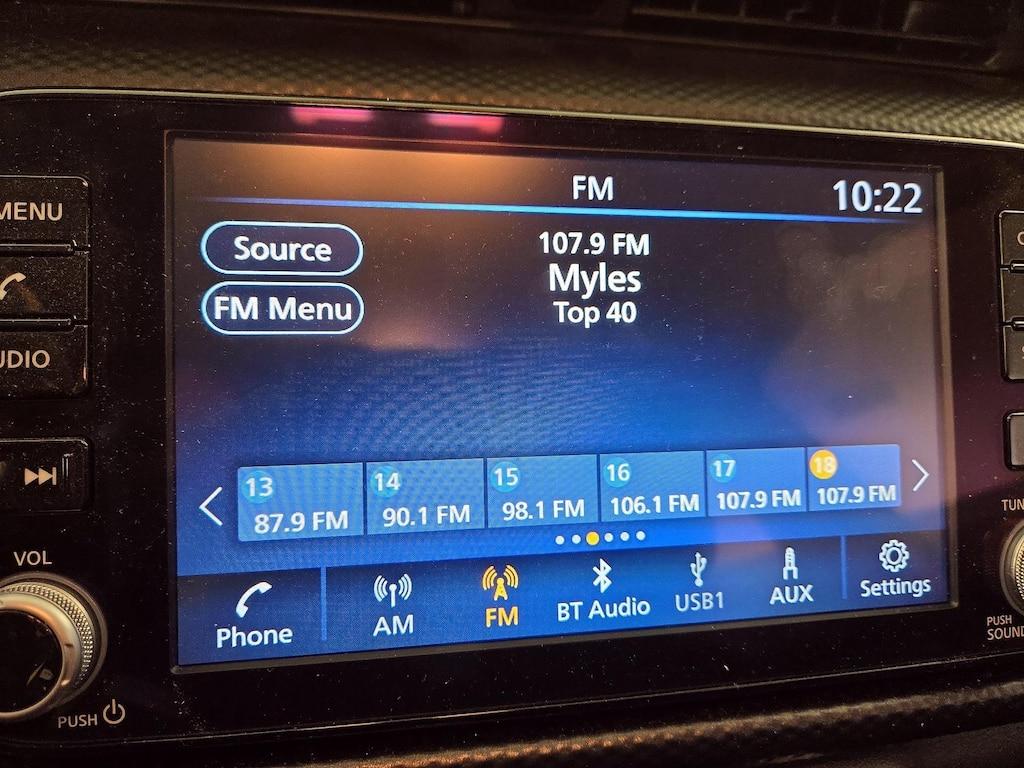 MENU
UDIO
VOL
PUSH
FM
10:22
Source
FM Menu
107.9 FM
Myles
Top 40
13
87.9 FM
14
90.1 FM
15
98.1 FM
16
106.1 FM
17
107.9 FM
18
107.9 FM
Phone
AM
FM
BT Audio
USB1
AUX
Settings
TUN
PUSH
SOUND